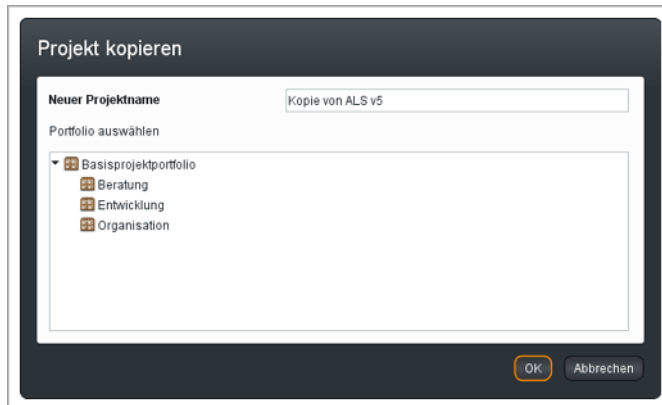 Projekt kopieren
Neuer Projektname Kopie von ALS v5
Portfolio auswählen
Basisprojektportfolio
Beratung
Entwicklung
Organisation
OK Abbrechen